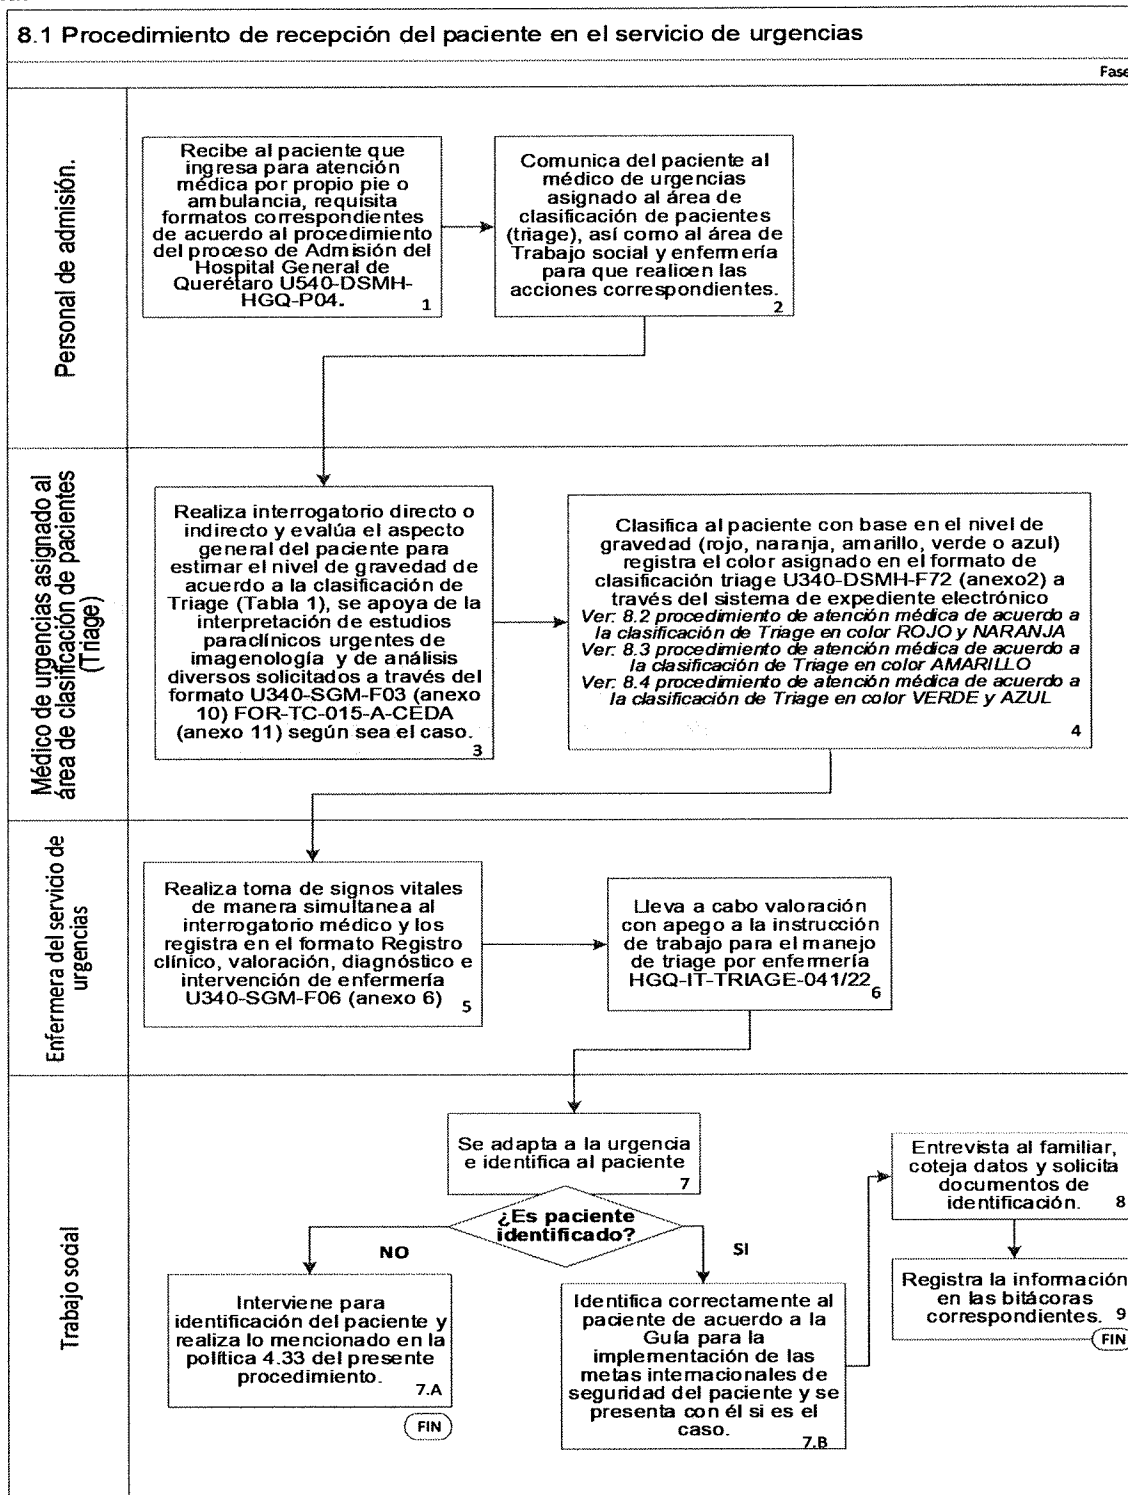 8.1 Procedimiento de recepción del paciente en el servicio de urgencias
Fase
Personal de admisión.
Recibe al paciente que
ingresa para atención
médica por propio pie o
ambulancia, requisita
formatos correspondientes
de acuerdo al procedimiento
del proceso de Admisión del
Hospital General de
Querétaro U540-DSMH-
HGQ-P04.
1
Comunica del paciente al
médico de urgencias
asignado al área de
clasificación de pacientes
(triage), así como al área de
Trabajo social y enfermería
para que realicen las
acciones correspondientes.
2
Médico de urgencias asignado al
área de clasificación de pacientes
(Triage)
Realiza interrogatorio directo o
indirecto y evalúa el aspecto
general del paciente para
estimar el nivel de gravedad de
acuerdo a la clasificación de
Triage (Tabla 1), se apoya de la
interpretación de estudios
paraclínicos urgentes de
imagenología y de análisis
diversos solicitados a través del
formato U340-SGM-F03 (anexo
10) FOR-TC-015-A-CEDA
(anexo 11) según sea el caso.
3
Clasifica al paciente con base en el nivel de
gravedad (rojo, naranja, amarillo, verde o azul)
registra el color asignado en el formato de
clasificación triage U340-DSMH-F72 (anexo2) a
través del sistema de expediente electrónico
Ver: 8.2 procedimiento de atención médica de acuerdo a
la clasificación de Triage en color ROJO y NARANJA
Ver: 8.3 procedimiento de atención médica de acuerdo a
la clasificación de Triage en color AMARILLO
Ver: 8.4 procedimiento de atención médica de acuerdo a
la clasificación de Triage en color VERDE y AZUL
4
Enfermera del servicio de
urgencias
Realiza toma de signos vitales
de manera simultanea al
interrogatorio médico y los
registra en el formato Registro
clínico, valoración, diagnóstico e
intervención de enfermería
U340-SGM-F06 (anexo 6)
5
Lleva a cabo valoración
con apego a la instrucción
de trabajo para el manejo
de triage por enfermería
HGQ-IT-TRIAGE-041/22
6
Trabajo social
Se adapta a la urgencia
e identifica al paciente
7
¿Es paciente
identificado?
NO
SI
Interviene para
identificación del paciente y
realiza lo mencionado en la
política 4.33 del presente
procedimiento.
7.A
FIN
Identifica correctamente al
paciente de acuerdo a la
Guía para la
implementación de las
metas internacionales de
seguridad del paciente y se
presenta con él si es el
caso.
7.B
Entrevista al familiar,
coteja datos y solicita
documentos de
identificación.
8
Registra la información
en las bitácoras
correspondientes.
9
FIN